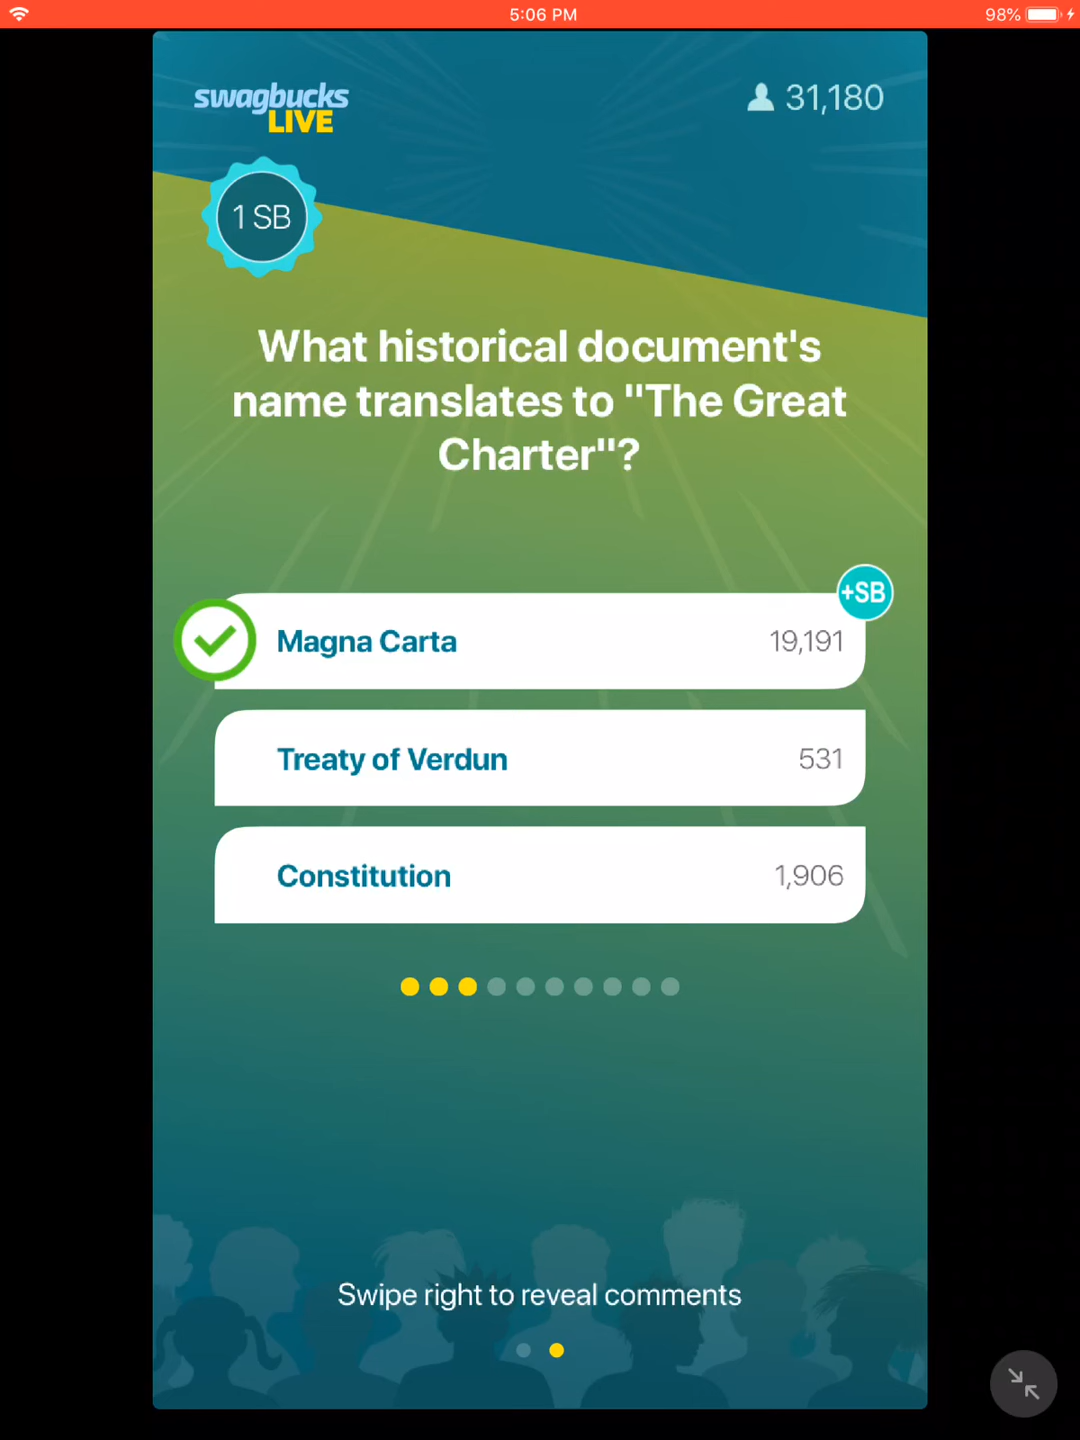 5:06 PM
98%
swagbucks
LIVE
31,180
1 SB
What historical document's
name translates to "The Great
Charter"?
+SB
Magna Carta 19,191
Treaty of Verdun 531
Constitution 1,906
Swipe right to reveal comments